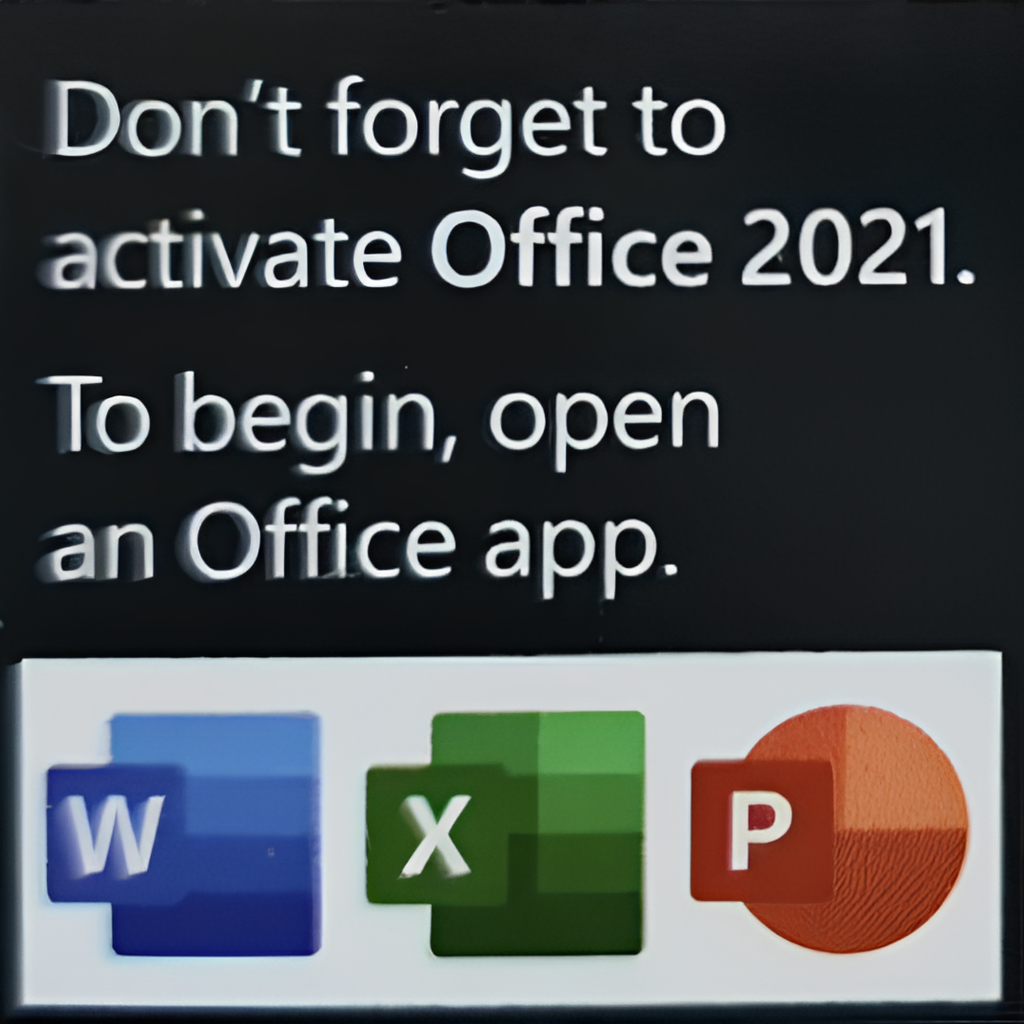 Don't forget to
activate Office 2021.
To begin, open
an Office app.
W X P